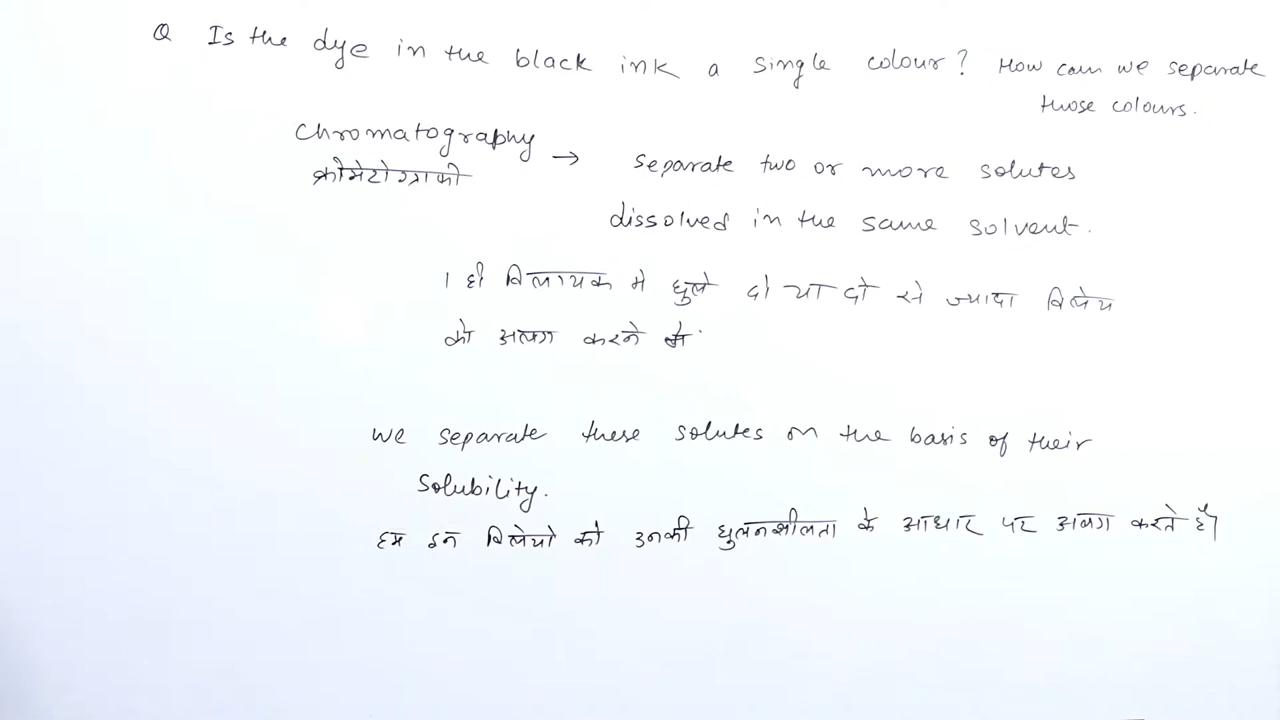 Q Is the dye in the black ink a single colour? How can we separate
those colours.
Chromatography → separate two or more solutes
क्रोमेटोग्राफी
dissolved in the same solvent.
1 ही विलायक मे घुले दो या दो से ज्यादा विलेय
को अलग करने मे
We separate these solutes on the basis of their
solubility.
हम इन विलेयो को उनकी घुलनशीलता के आधार पर अलग करते हैं।